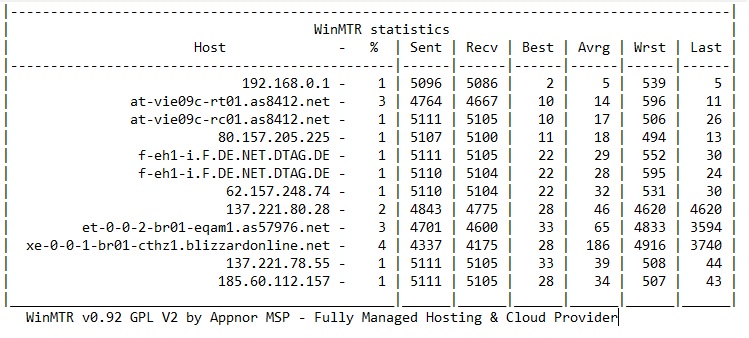 |------------------------------------------------------------------------------------------|
|                                      WinMTR statistics                                   |
|                       Host              -   %  | Sent | Recv | Best | Avrg | Wrst | Last |
|------------------------------------------------|------|------|------|------|------|------|
|                             192.168.0.1 -    1 | 5096 | 5086 |    2 |    5 |  539 |    5 |
|               at-vie09c-rt01.as8412.net -    3 | 4764 | 4667 |   10 |   14 |  596 |   11 |
|               at-vie09c-rc01.as8412.net -    1 | 5111 | 5105 |   10 |   17 |  506 |   26 |
|                          80.157.205.225 -    1 | 5107 | 5100 |   11 |   18 |  494 |   13 |
|                f-eh1-i.F.DE.NET.DTAG.DE -    1 | 5111 | 5105 |   22 |   29 |  552 |   30 |
|                f-eh1-i.F.DE.NET.DTAG.DE -    1 | 5110 | 5104 |   22 |   28 |  595 |   24 |
|                           62.157.248.74 -    1 | 5110 | 5104 |   22 |   32 |  531 |   30 |
|                           137.221.80.28 -    2 | 4843 | 4775 |   28 |   46 | 4620 | 4620 |
|         et-0-0-2-br01-eqam1.as57976.net -    3 | 4701 | 4600 |   33 |   65 | 4833 | 3594 |
|  xe-0-0-1-br01-cthz1.blizzardonline.net -    4 | 4337 | 4175 |   28 |  186 | 4916 | 3740 |
|                           137.221.78.55 -    1 | 5111 | 5105 |   33 |   39 |  508 |   44 |
|                          185.60.112.157 -    1 | 5111 | 5105 |   28 |   34 |  507 |   43 |
|________________________________________________|______|______|______|______|______|______|
WinMTR v0.92 GPL V2 by Appnor MSP - Fully Managed Hosting & Cloud Provider